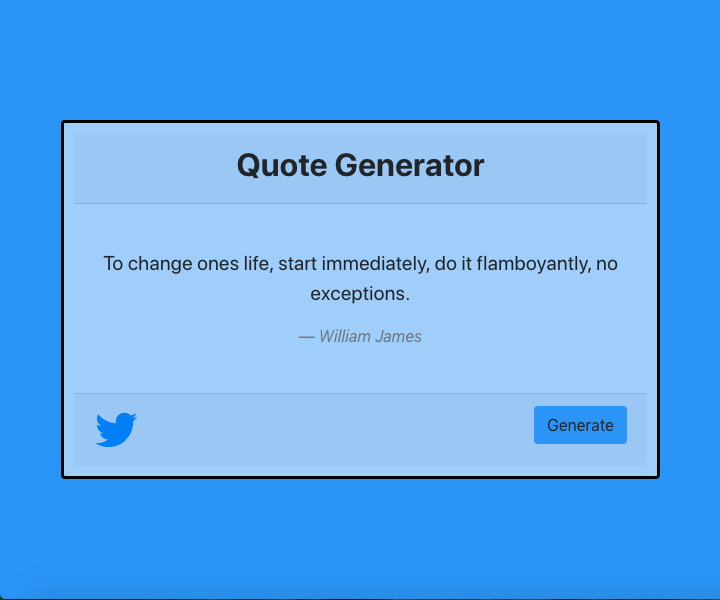 Quote Generator
To change ones life, start immediately, do it flamboyantly, no
exceptions.
— William James
Generate